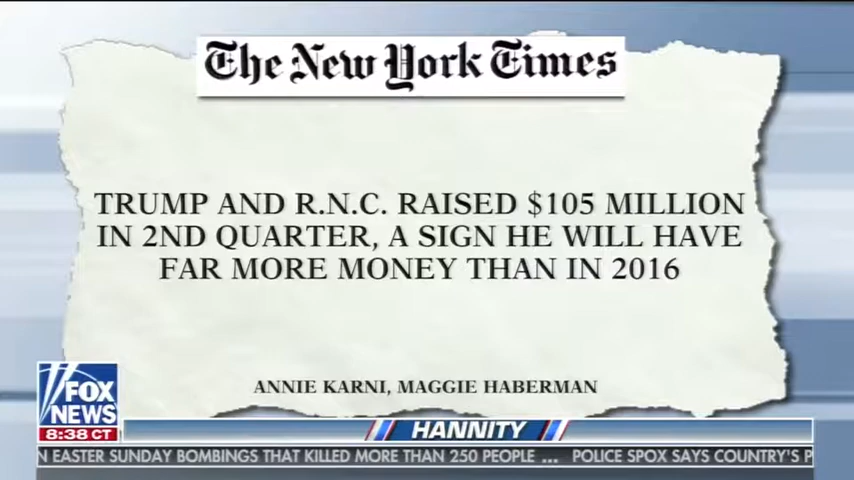 The New York Times
TRUMP AND R.N.C. RAISED $105 MILLION
IN 2ND QUARTER, A SIGN HE WILL HAVE
FAR MORE MONEY THAN IN 2016
ANNIE KARNI, MAGGIE HABERMAN
FOX
NEWS
8:38 CT
HANNITY
N EASTER SUNDAY BOMBINGS THAT KILLED MORE THAN 250 PEOPLE ... POLICE SPOX SAYS COUNTRY'S P